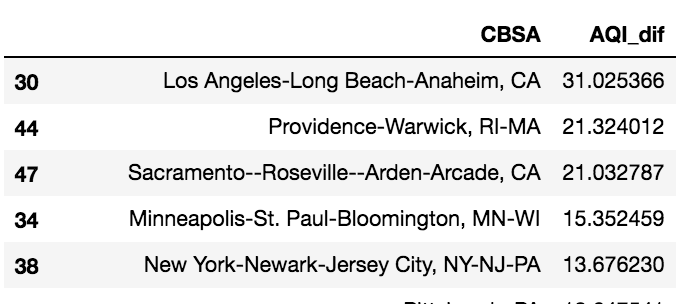 CBSA AQI_dif
30 Los Angeles-Long Beach-Anaheim, CA 31.025366
44 Providence-Warwick, RI-MA 21.324012
47 Sacramento--Roseville--Arden-Arcade, CA 21.032787
34 Minneapolis-St. Paul-Bloomington, MN-WI 15.352459
38 New York-Newark-Jersey City, NY-NJ-PA 13.676230